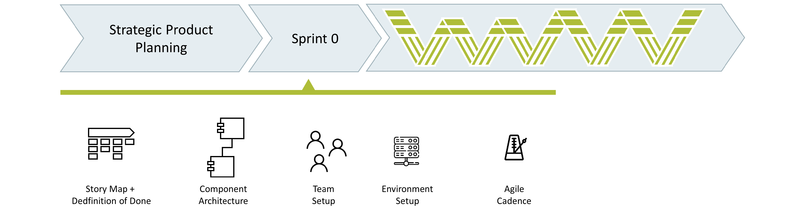 Strategic Product
Planning
Sprint 0
Story Map +
Dedfinition of Done
Component
Architecture
Team
Setup
Environment
Setup
Agile
Cadence